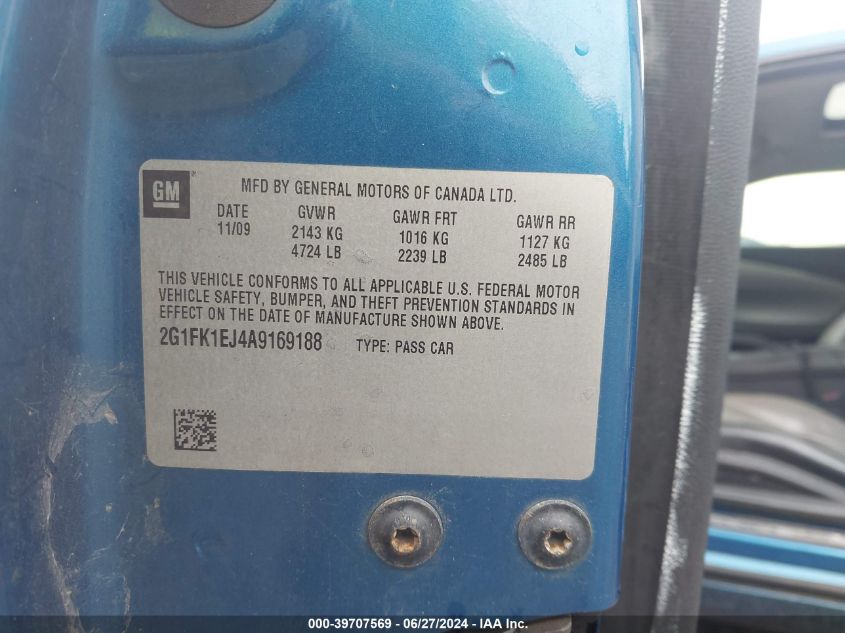 GM
MFD BY GENERAL MOTORS OF CANADA LTD.
DATE GVWR GAWR FRT GAWR RR
11/09 2143 KG 1016 KG 1127 KG
4724 LB 2239 LB 2485 LB
THIS VEHICLE CONFORMS TO ALL APPLICABLE U.S. FEDERAL MOTOR
VEHICLE SAFETY, BUMPER, AND THEFT PREVENTION STANDARDS IN
EFFECT ON THE DATE OF MANUFACTURE SHOWN ABOVE.
2G1FK1EJ4A9169188 TYPE: PASS CAR
000-39707569 - 06/27/2024 - IAA Inc.